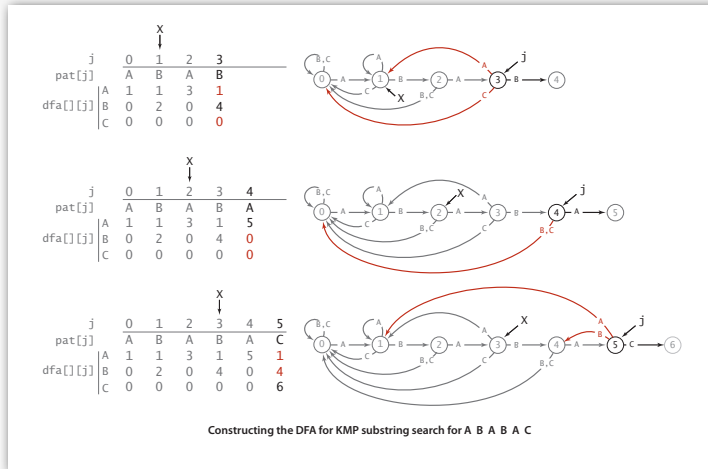 X
j 0 1 2 3
pat[j] A B A B
A 1 1 3 1
dfa[][j] B 0 2 0 4
C 0 0 0 0
B,C A A j
0 A 1 B 2 A 3 B 4
C B,C C
X
X
j 0 1 2 3 4
pat[j] A B A B A
A 1 1 3 1 5
dfa[][j] B 0 2 0 4 0
C 0 0 0 0 0
B,C A X A j
0 A 1 B 2 A 3 B 4 A 5
C B,C C B,C
X
j 0 1 2 3 4 5
pat[j] A B A B A C
A 1 1 3 1 5 1
dfa[][j] B 0 2 0 4 0 4
C 0 0 0 0 0 6
B,C A A X A j
B
0 A 1 B 2 A 3 B 4 A 5 C 6
C B,C C B,C
Constructing the DFA for KMP substring search for A B A B A C